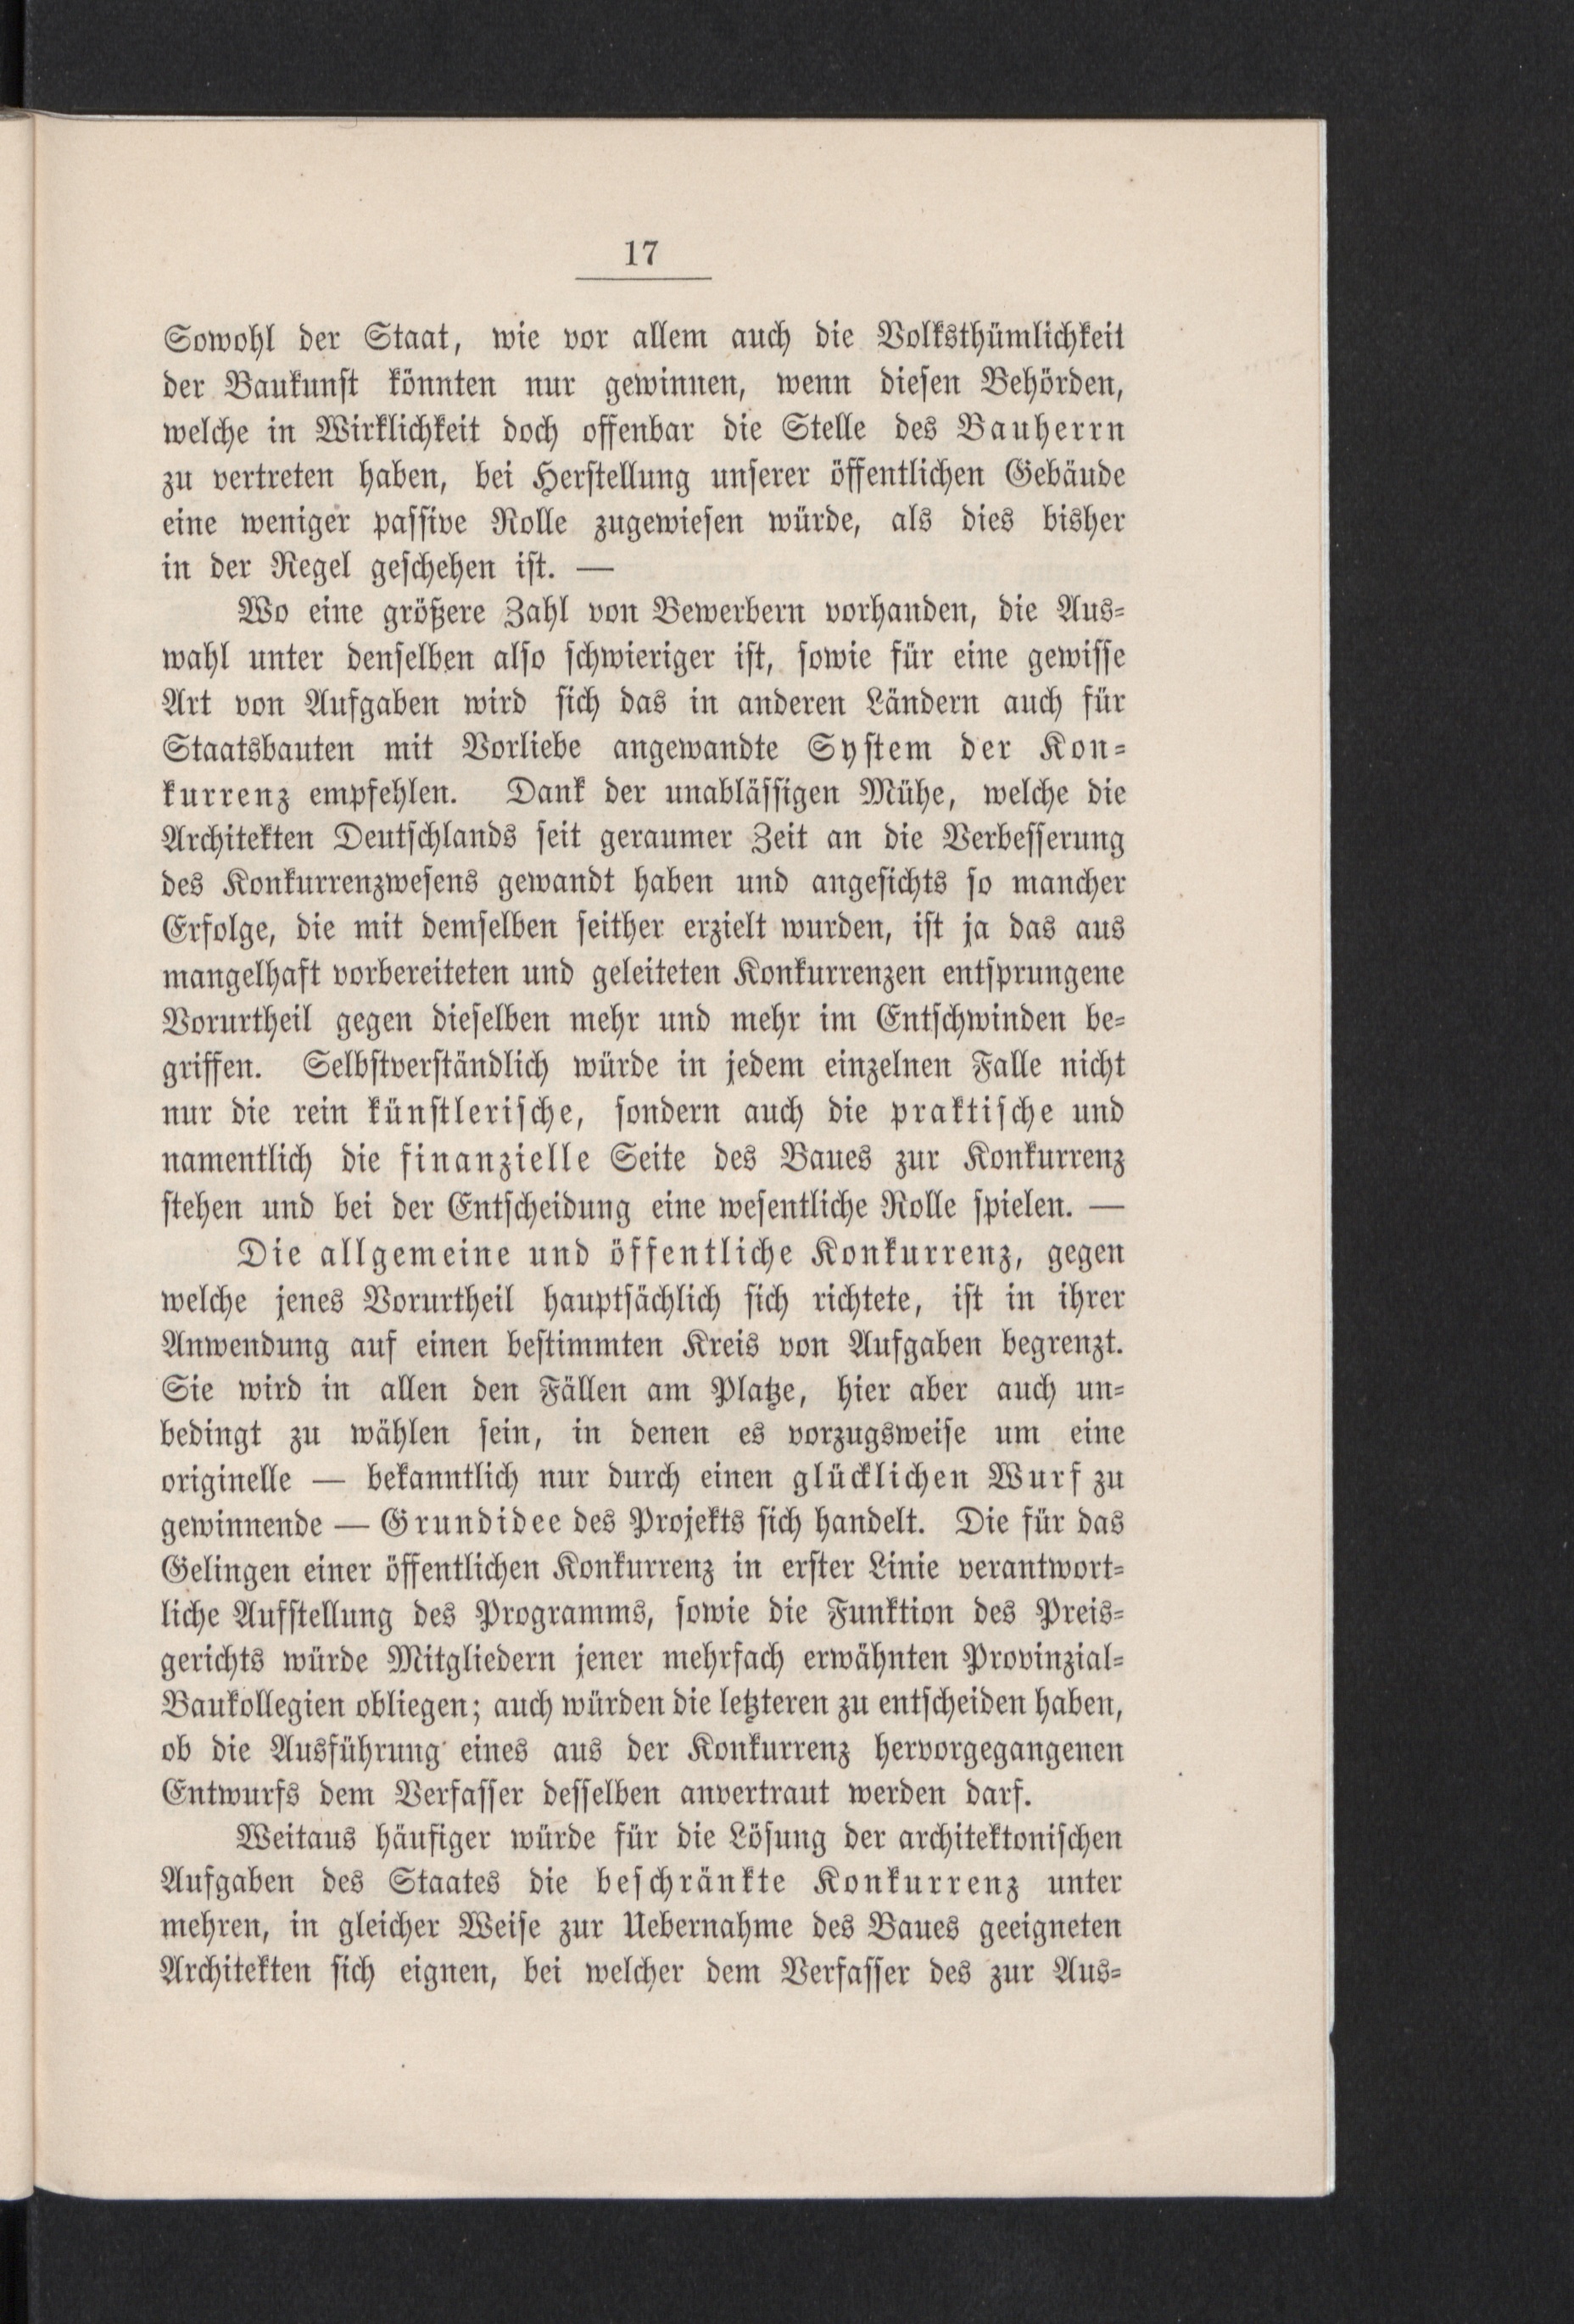 17
Sowohl der Staat, wie vor allem auch die Volksthümlichkeit
der Baukunst könnten nur gewinnen, wenn diesen Behörden,
welche in Wirklichkeit doch offenbar die Stelle des Bauherrn
zu vertreten haben, bei Herstellung unserer öffentlichen Gebäude
eine weniger passive Rolle zugewiesen würde, als dies bisher
in der Regel geschehen ist. —
Wo eine größere Zahl von Bewerbern vorhanden, die Aus-
wahl unter denselben also schwieriger ist, sowie für eine gewisse
Art von Aufgaben wird sich das in anderen Ländern auch für
Staatsbauten mit Vorliebe angewandte System der Kon-
kurrenz empfehlen. Dank der unablässigen Mühe, welche die
Architekten Deutschlands seit geraumer Zeit an die Verbesserung
des Konkurrenzwesens gewandt haben und angesichts so mancher
Erfolge, die mit demselben seither erzielt wurden, ist ja das aus
mangelhaft vorbereiteten und geleiteten Konkurrenzen entsprungene
Vorurtheil gegen dieselben mehr und mehr im Entschwinden be-
griffen. Selbstverständlich würde in jedem einzelnen Falle nicht
nur die rein künstlerische, sondern auch die praktische und
namentlich die finanzielle Seite des Baues zur Konkurrenz
stehen und bei der Entscheidung eine wesentliche Rolle spielen. —
Die allgemeine und öffentliche Konkurrenz, gegen
welche jenes Vorurtheil hauptsächlich sich richtete, ist in ihrer
Anwendung auf einen bestimmten Kreis von Aufgaben begrenzt.
Sie wird in allen den Fällen am Platze, hier aber auch un-
bedingt zu wählen sein, in denen es vorzugsweise um eine
originelle — bekanntlich nur durch einen glücklichen Wurf zu
gewinnende — Grundidee des Projekts sich handelt. Die für das
Gelingen einer öffentlichen Konkurrenz in erster Linie verantwort-
liche Aufstellung des Programms, sowie die Funktion des Preis-
gerichts würde Mitgliedern jener mehrfach erwähnten Provinzial-
Baukollegien obliegen; auch würden die letzteren zu entscheiden haben,
ob die Ausführung eines aus der Konkurrenz hervorgegangenen
Entwurfs dem Verfasser desselben anvertraut werden darf.
Weitaus häufiger würde für die Lösung der architektonischen
Aufgaben des Staates die beschränkte Konkurrenz unter
mehren, in gleicher Weise zur Uebernahme des Baues geeigneten
Architekten sich eignen, bei welcher dem Verfasser des zur Aus-